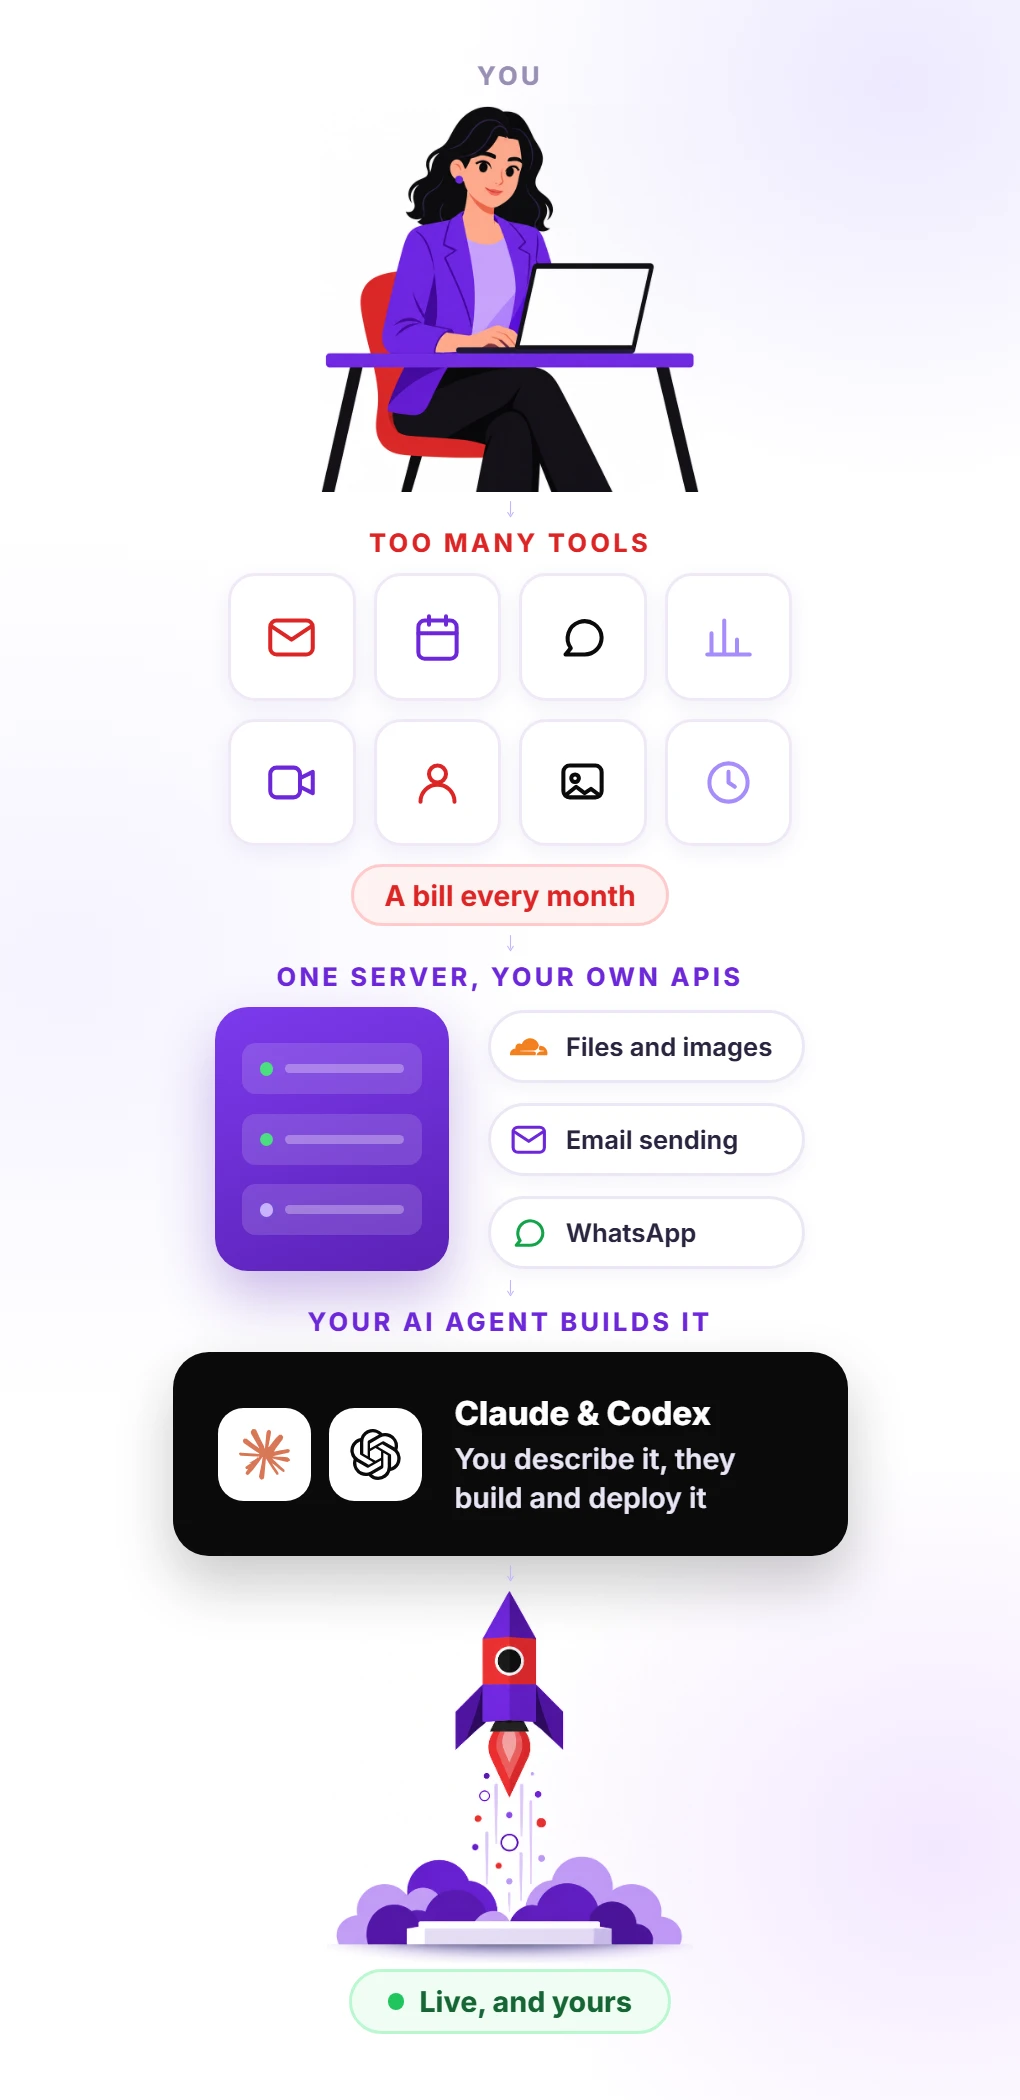 YOU
TOO MANY TOOLS
A bill every month
ONE SERVER, YOUR OWN APIS
Files and images
Email sending
WhatsApp
YOUR AI AGENT BUILDS IT
Claude & Codex
You describe it, they
build and deploy it
Live, and yours